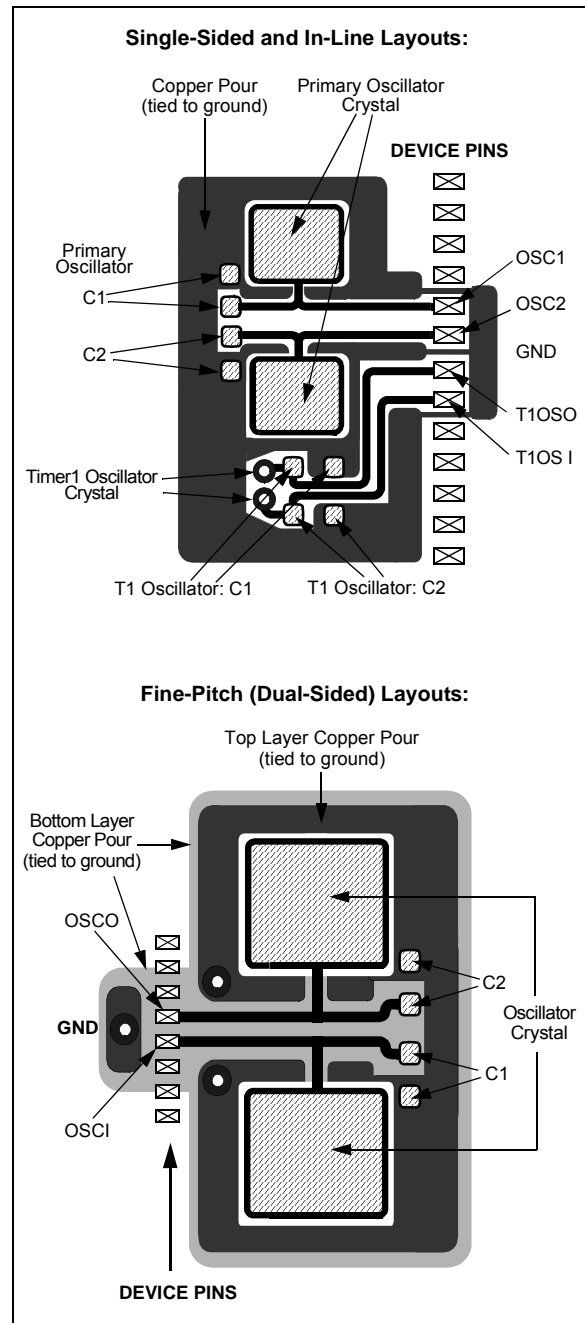 Single-Sided and In-Line Layouts:
Copper Pour
(tied to ground)
Primary Oscillator
Crystal
DEVICE PINS
Primary
Oscillator
C1
C2
OSC1
OSC2
GND
T1OSO
T1OS I
Timer1 Oscillator
Crystal
T1 Oscillator: C1
T1 Oscillator: C2
Fine-Pitch (Dual-Sided) Layouts:
Top Layer Copper Pour
(tied to ground)
Bottom Layer
Copper Pour
(tied to ground)
OSCO
GND
OSCI
C2
Oscillator
Crystal
C1
DEVICE PINS